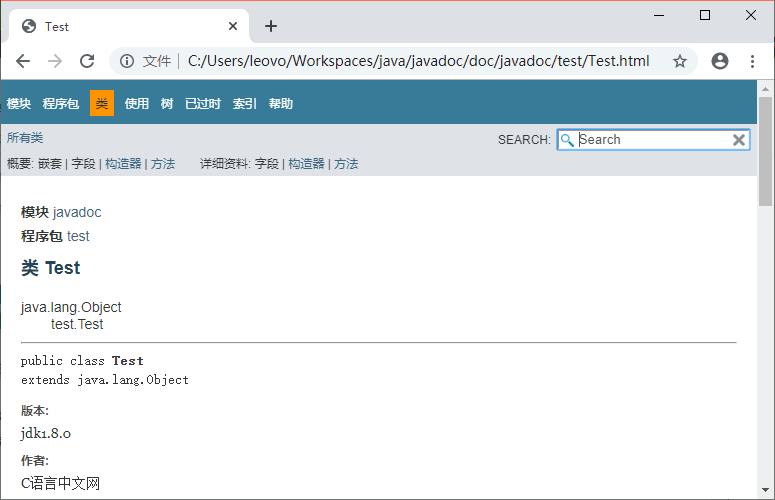 Test
文件 C:/Users/leovo/Workspaces/java/javadoc/doc/javadoc/test/Test.html
模块 程序包 类 使用 树 已过时 索引 帮助
所有类 SEARCH: Search
概要: 嵌套 | 字段 | 构造器 | 方法 详细资料: 字段 | 构造器 | 方法
模块 javadoc
程序包 test
类 Test
java.lang.Object
test.Test
public class Test
extends java.lang.Object
版本:
jdk1.8.0
作者:
C语言中文网